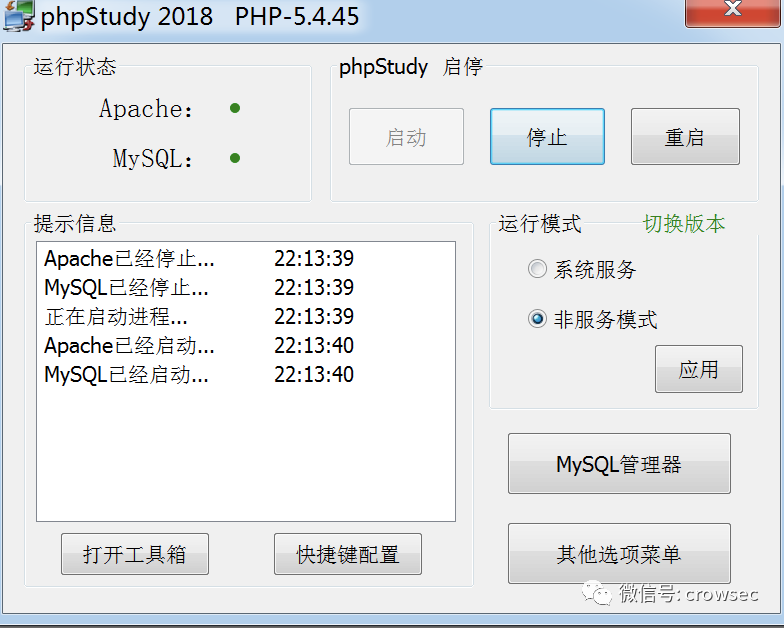 phpStudy 2018 PHP-5.4.45
运行状态
Apache:
MySQL:
phpStudy 启停
启动 停止 重启
提示信息
Apache已经停止... 22:13:39
MySQL已经停止... 22:13:39
正在启动进程... 22:13:39
Apache已经启动... 22:13:40
MySQL已经启动... 22:13:40
打开工具箱 快捷键配置
运行模式 切换版本
系统服务
非服务模式
应用
MySQL管理器
其他选项菜单
微信号: crowsec